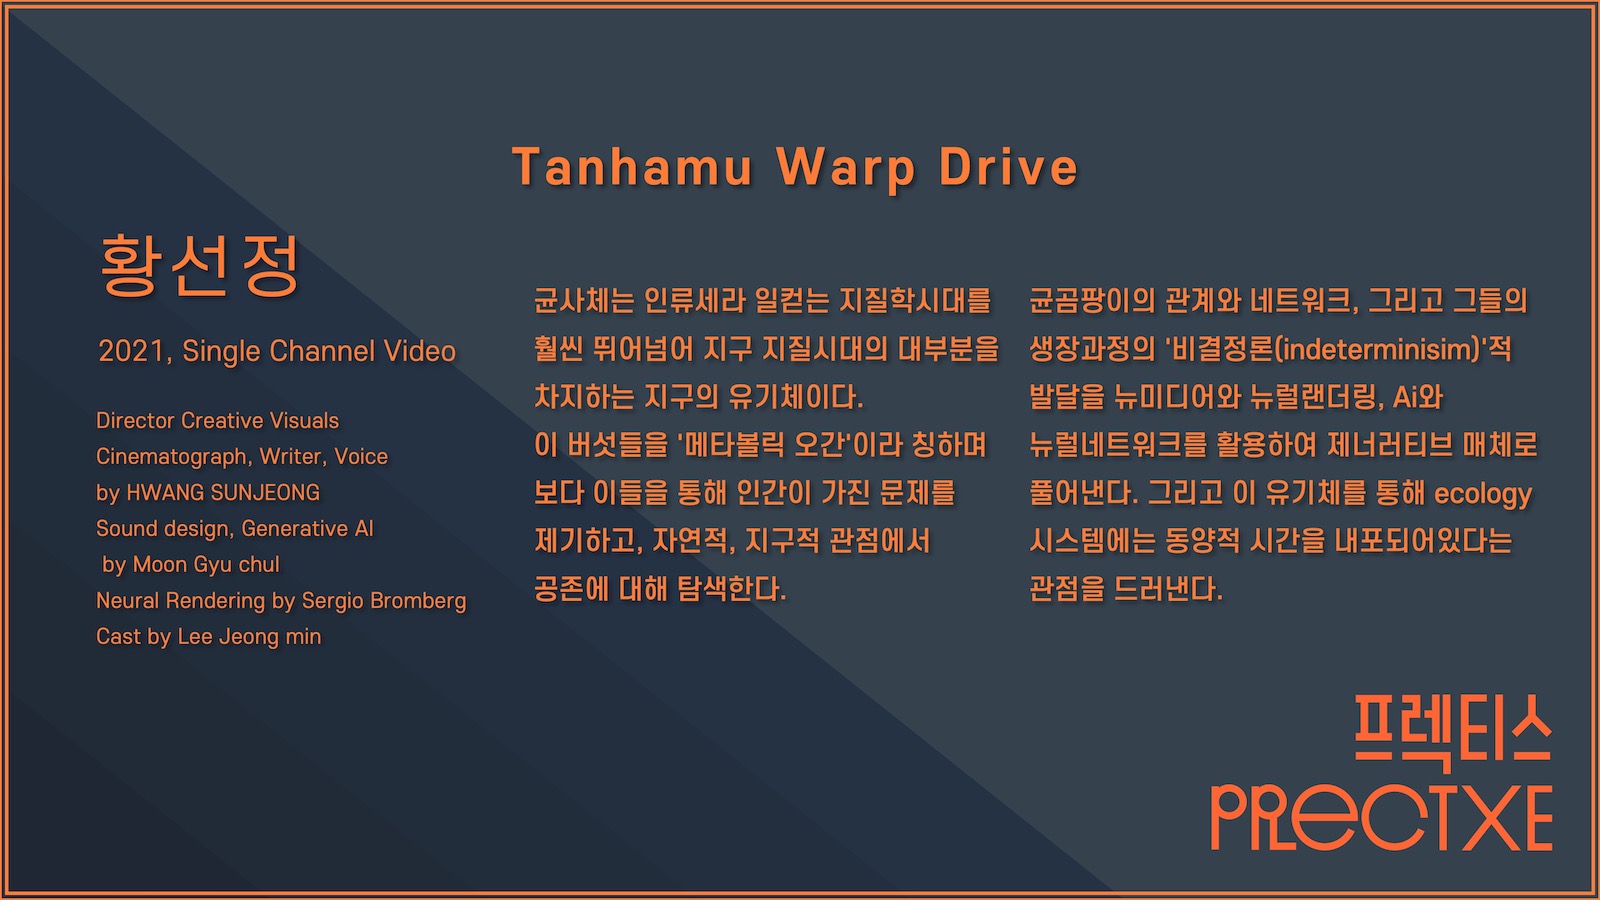 Tanhamu Warp Drive
황선정
2021, Single Channel Video
Director Creative Visuals
Cinematograph, Writer, Voice
by HWANG SUNJEONG
Sound design, Generative AI
by Moon Gyu chul
Neural Rendering by Sergio Bromberg
Cast by Lee Jeong min
균사체는 인류세라 일컫는 지질학시대를
훨씬 뛰어넘어 지구 지질시대의 대부분을
차지하는 지구의 유기체이다.
이 버섯들을 '메타볼릭 오간'이라 칭하며
보다 이들을 통해 인간이 가진 문제를
제기하고, 자연적, 지구적 관점에서
공존에 대해 탐색한다.
균곰팡이의 관계와 네트워크, 그리고 그들의
생장과정의 '비결정론(indeterminisim)'적
발달을 뉴미디어와 뉴럴랜더링, Ai와
뉴럴네트워크를 활용하여 제너러티브 매체로
풀어낸다. 그리고 이 유기체를 통해 ecology
시스템에는 동양적 시간을 내포되어있다는
관점을 드러낸다.
프렉티스
PRECTXE